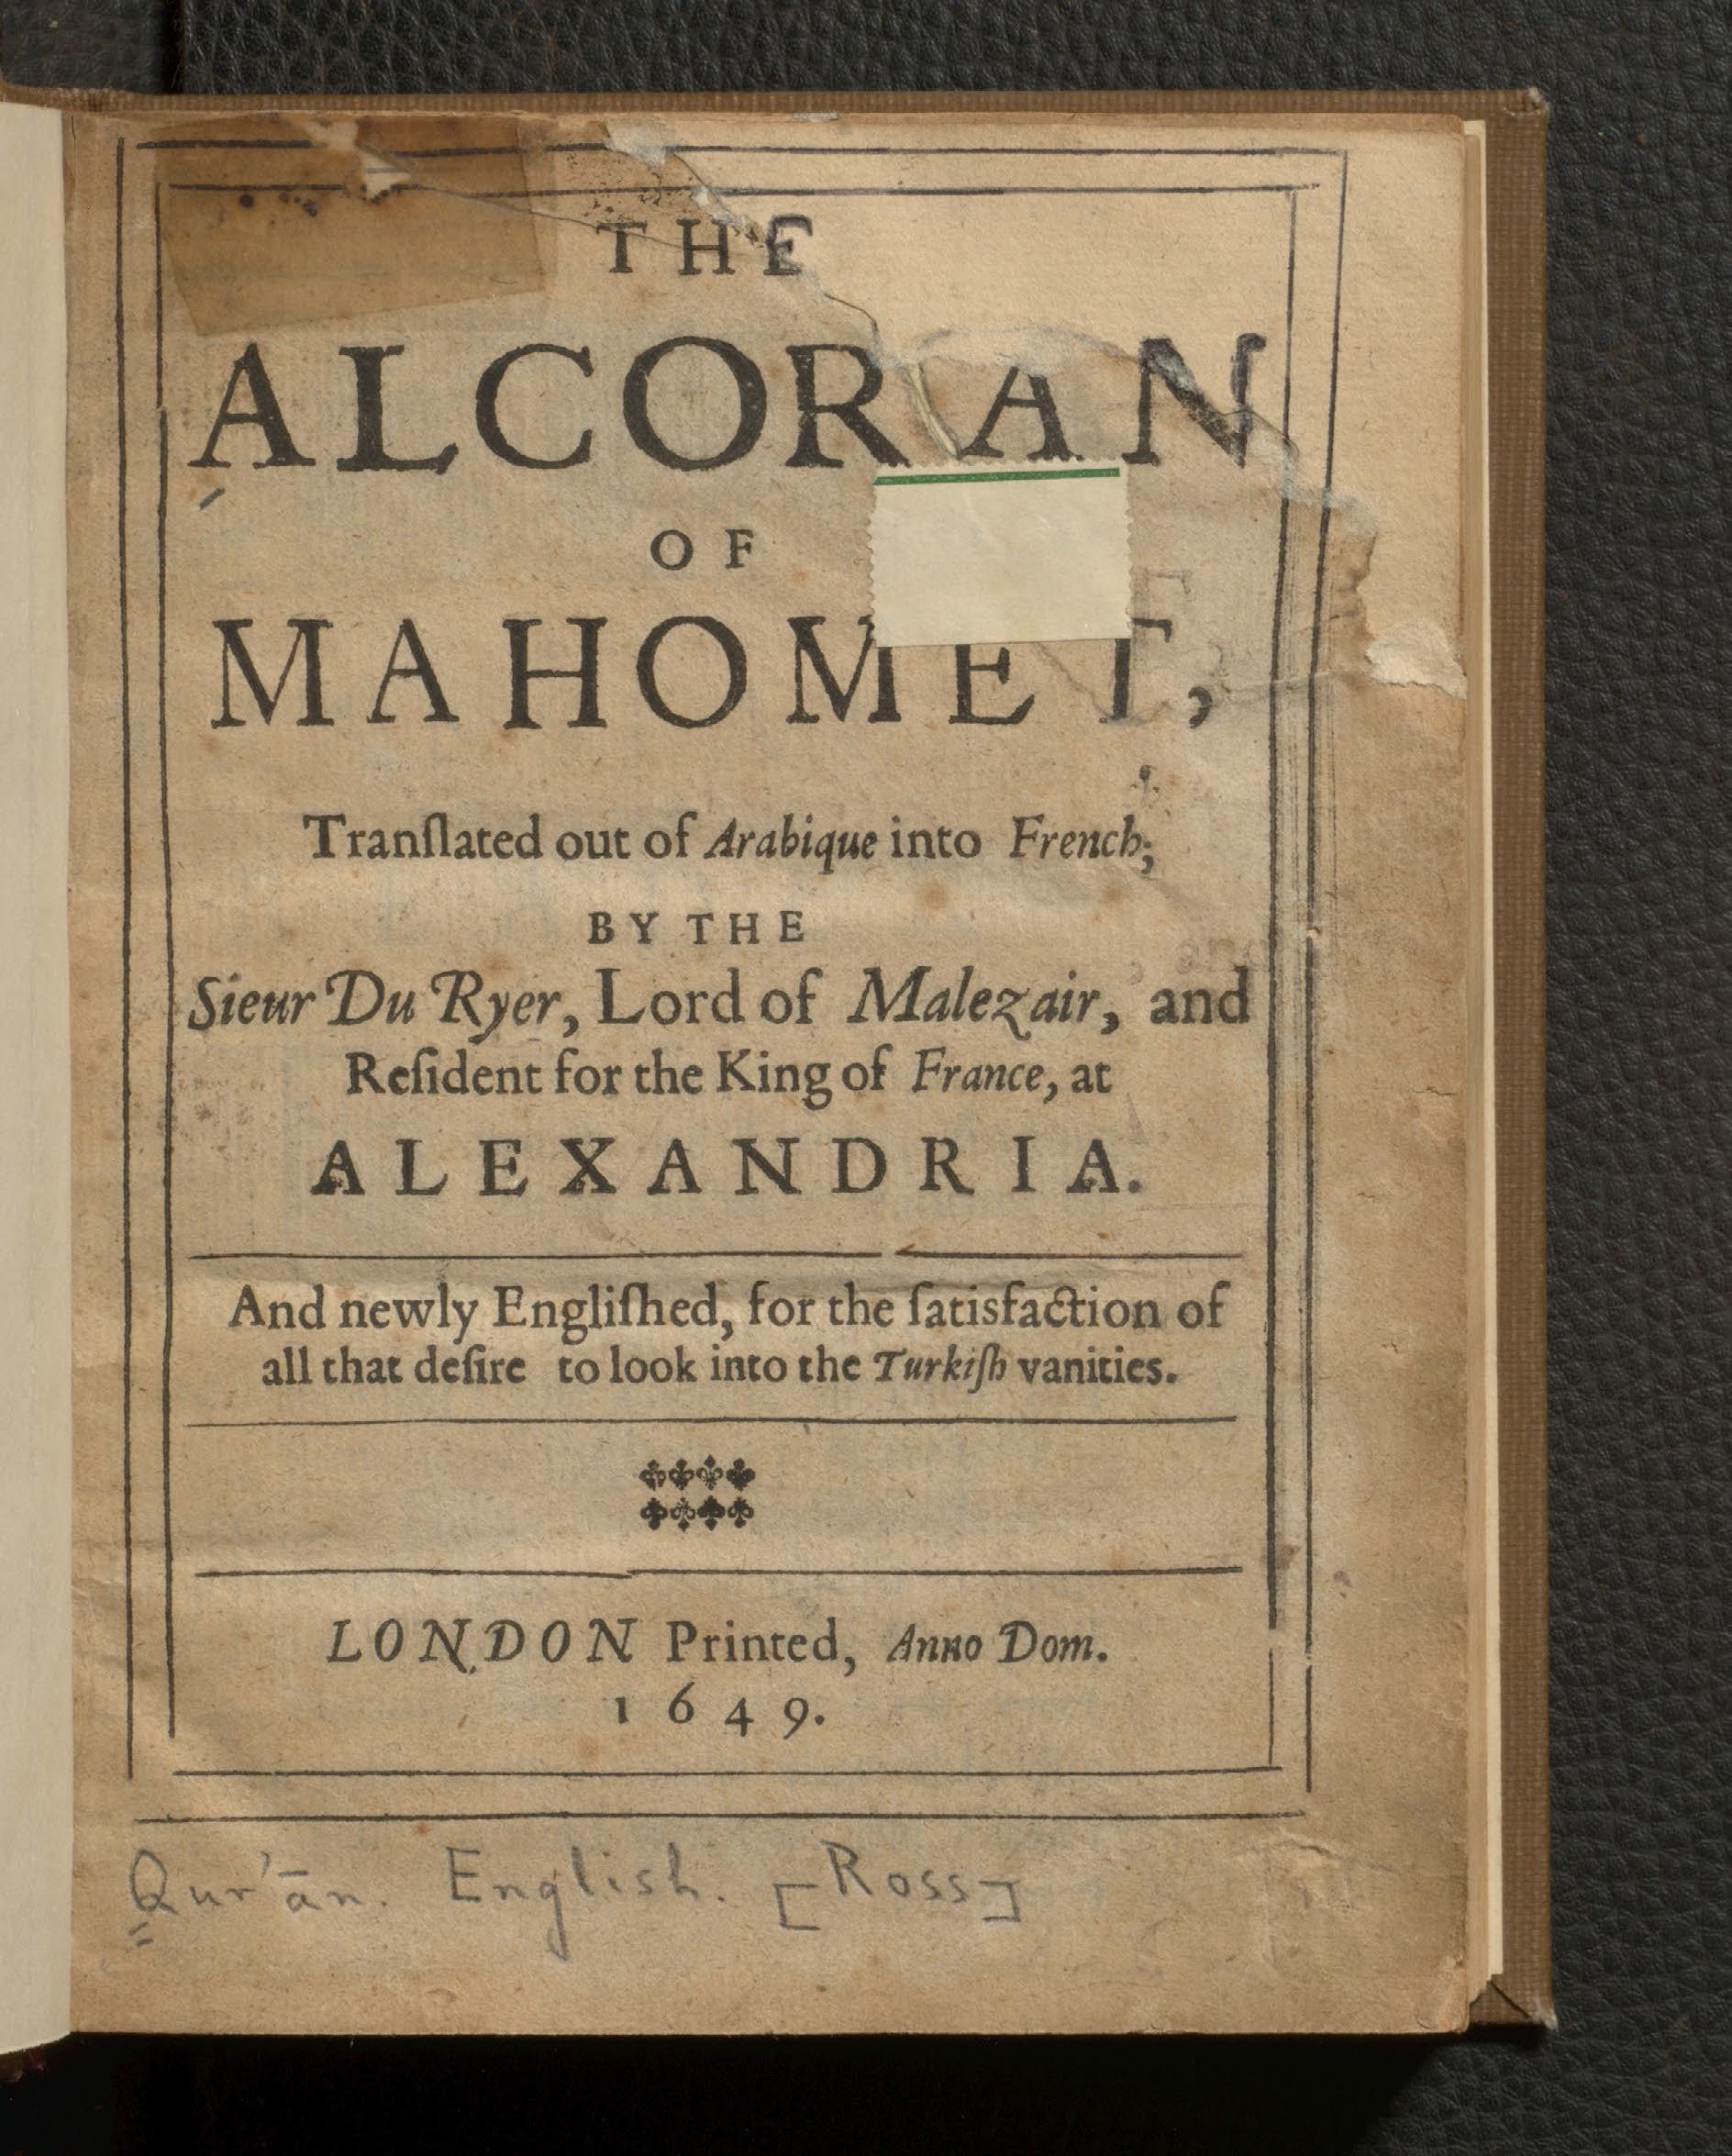 THE
ALCORAN
OF
MAHOMET,
Tranſlated out of Arabique into French;
BY THE
Sieur Du Ryer, Lord of Malezair, and
Reſident for the King of France, at
ALEXANDRIA.
And newly Engliſhed, for the ſatisfaction of
all that deſire to look into the Turkiſh vanities.
LONDON Printed, Anno Dom.
1649.
Qur'ān. English. [Ross]